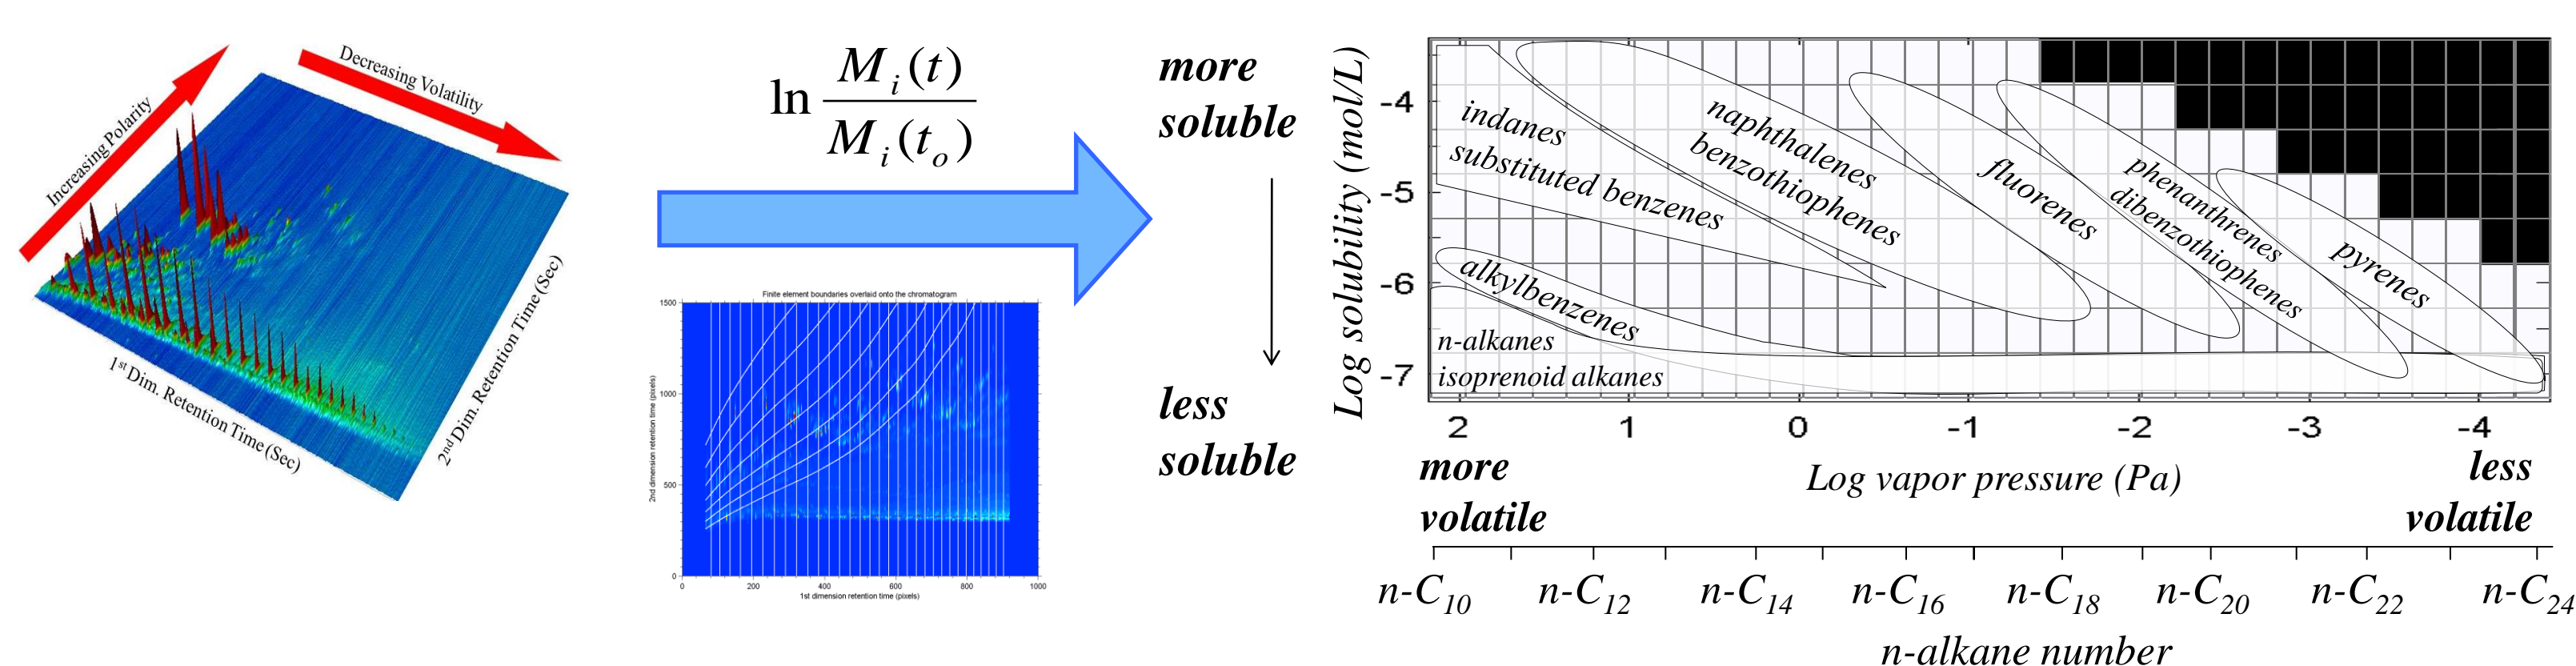 Increasing Polarity
Decreasing Volatility
1st Dim. Retention Time (Sec)
2nd Dim. Retention Time (Sec)
ln M_i(t)
M_i(t_o)
Finite element boundaries overlaid onto the chromatogram
2nd dimension retention time (pixels)
1500
1000
500
0
0 200 400 600 800 1000
1st dimension retention time (pixels)
more
soluble
less
soluble
Log solubility (mol/L)
-4
-5
-6
-7
indanes
substituted benzenes
naphthalenes
benzothiophenes
fluorenes
phenanthrenes
dibenzothiophenes
pyrenes
alkylbenzenes
n-alkanes
isoprenoid alkanes
2 1 0 -1 -2 -3 -4
more
volatile
Log vapor pressure (Pa)
less
volatile
n-C10 n-C12 n-C14 n-C16 n-C18 n-C20 n-C22 n-C24
n-alkane number